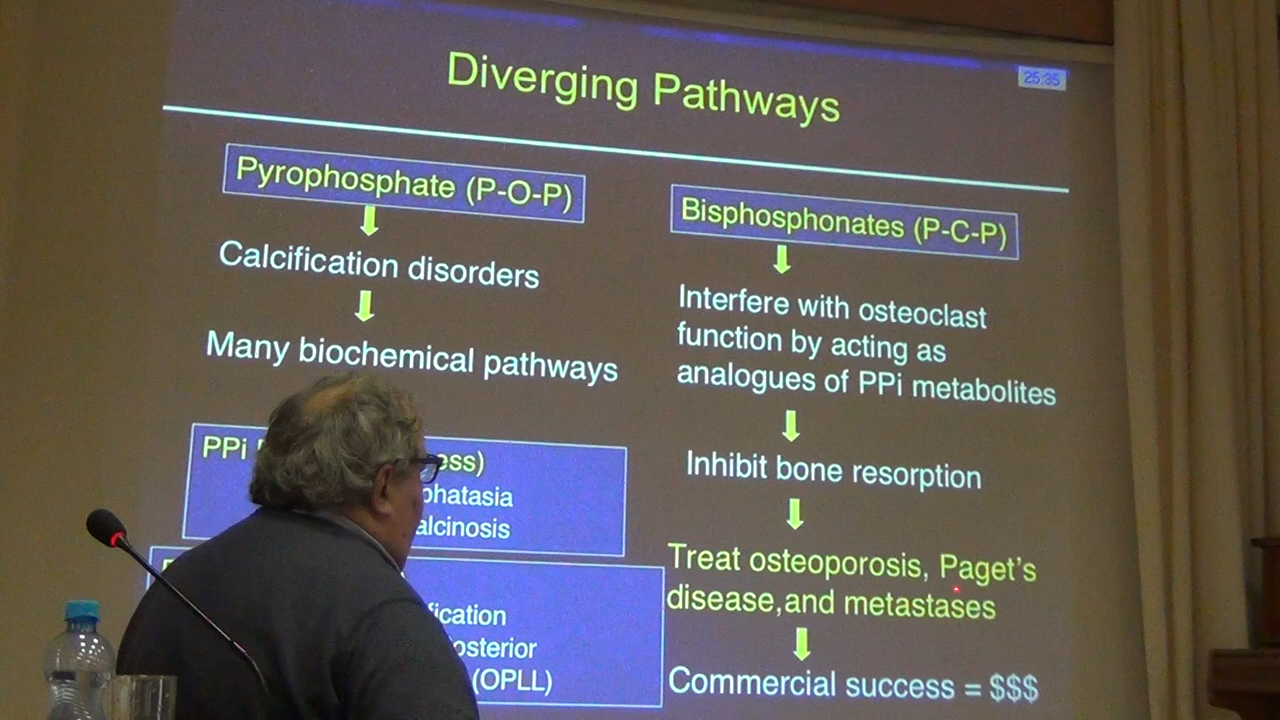 Diverging Pathways
25:35
Pyrophosphate (P-O-P)
Calcification disorders
Many biochemical pathways
PPi
ess)
phatasia
alcinosis
fication
osterior
(OPLL)
Bisphosphonates (P-C-P)
Interfere with osteoclast
function by acting as
analogues of PPi metabolites
Inhibit bone resorption
Treat osteoporosis, Paget's
disease,and metastases
Commercial success = $$$